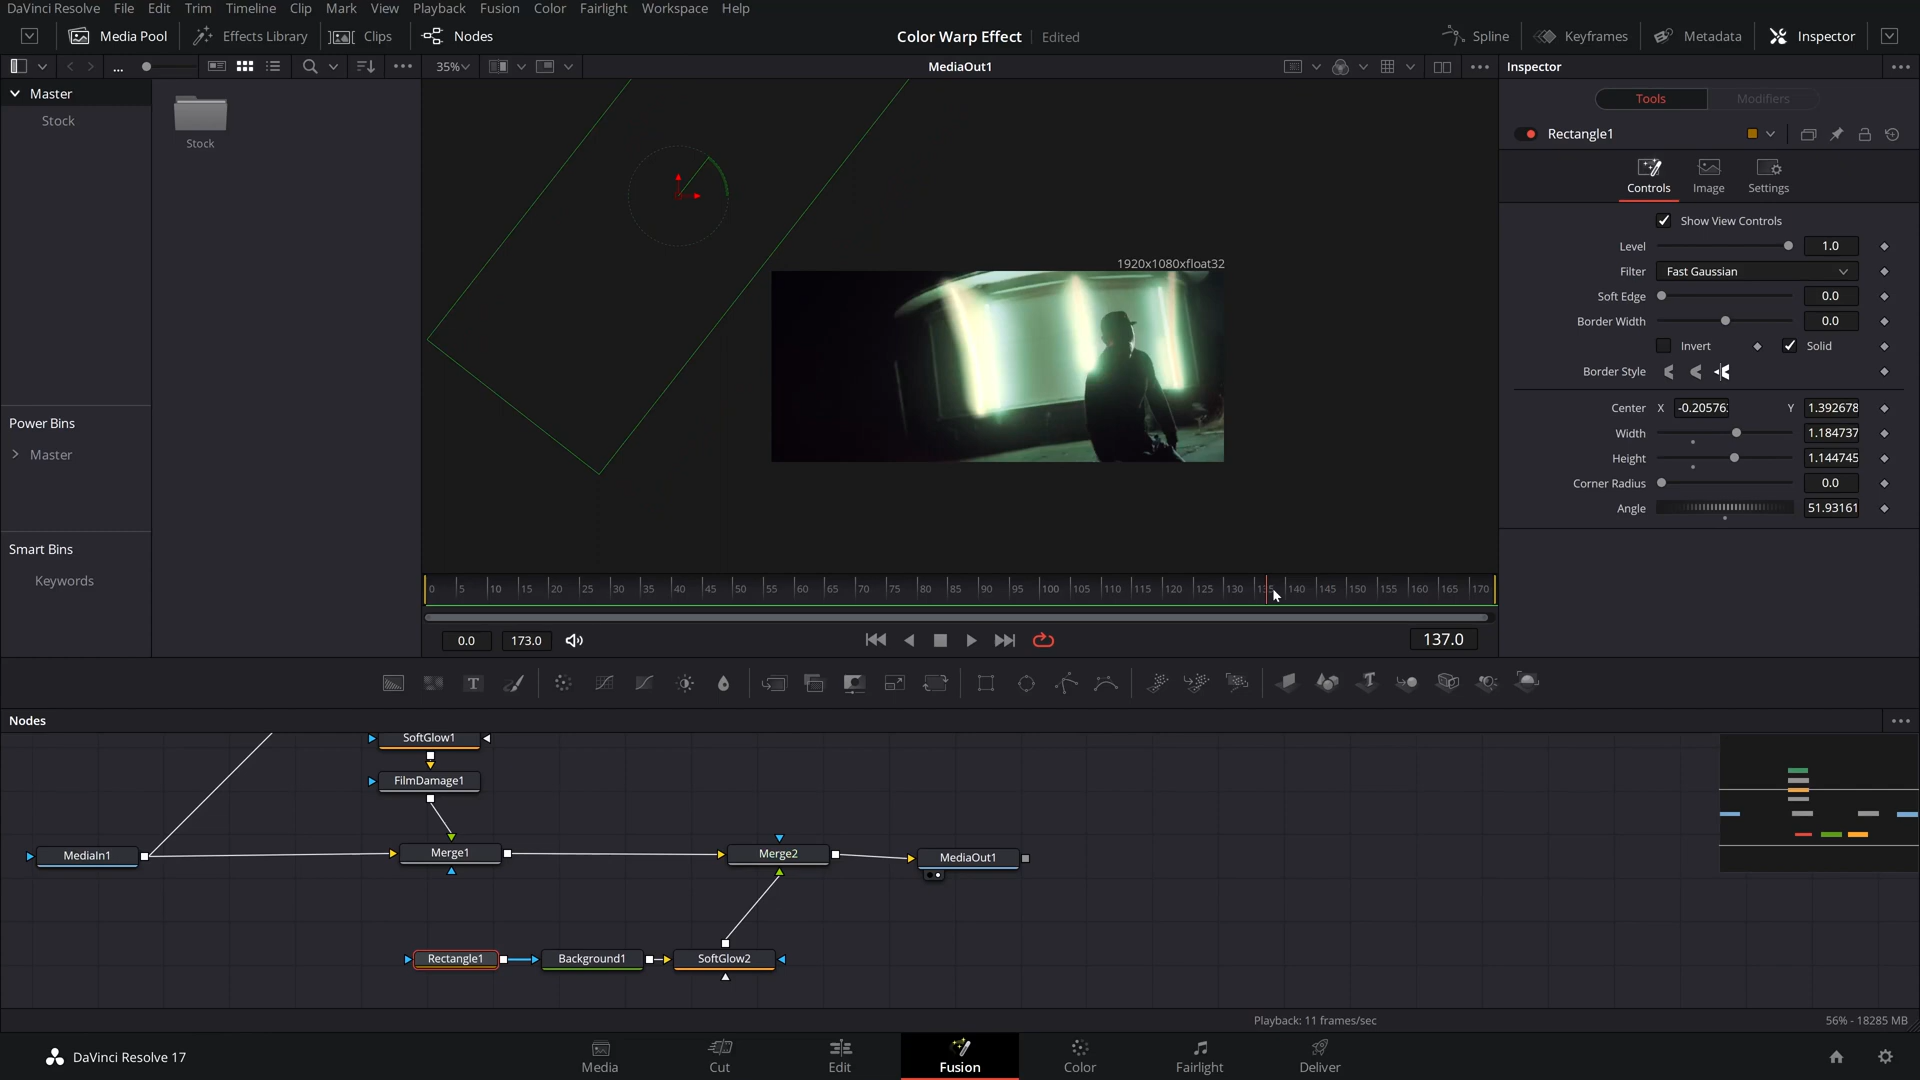 DaVinci Resolve File Edit Trim Timeline Clip Mark View Playback Fusion Color Fairlight Workspace Help
Media Pool Effects Library Clips Nodes Color Warp Effect Edited Spline Keyframes Metadata Inspector
... 35% MediaOut1 Inspector
Master
Stock
Stock
Power Bins
Master
Smart Bins
Keywords
1920x1080xfloat32
0 5 10 15 20 25 30 35 40 45 50 55 60 65 70 75 80 85 90 95 100 105 110 115 120 125 130 135 140 145 150 155 160 165 170
0.0 173.0 137.0
Tools Modifiers
Rectangle1
Controls Image Settings
Show View Controls
Level 1.0
Filter Fast Gaussian
Soft Edge 0.0
Border Width 0.0
Invert Solid
Border Style
Center X -0.20576 Y 1.392678
Width 1.184737
Height 1.144745
Corner Radius 0.0
Angle 51.93161
Nodes
SoftGlow1
FilmDamage1
MediaIn1 Merge1 Merge2 MediaOut1
Rectangle1 Background1 SoftGlow2
Playback: 11 frames/sec 56% - 18285 MB
DaVinci Resolve 17 Media Cut Edit Fusion Color Fairlight Deliver